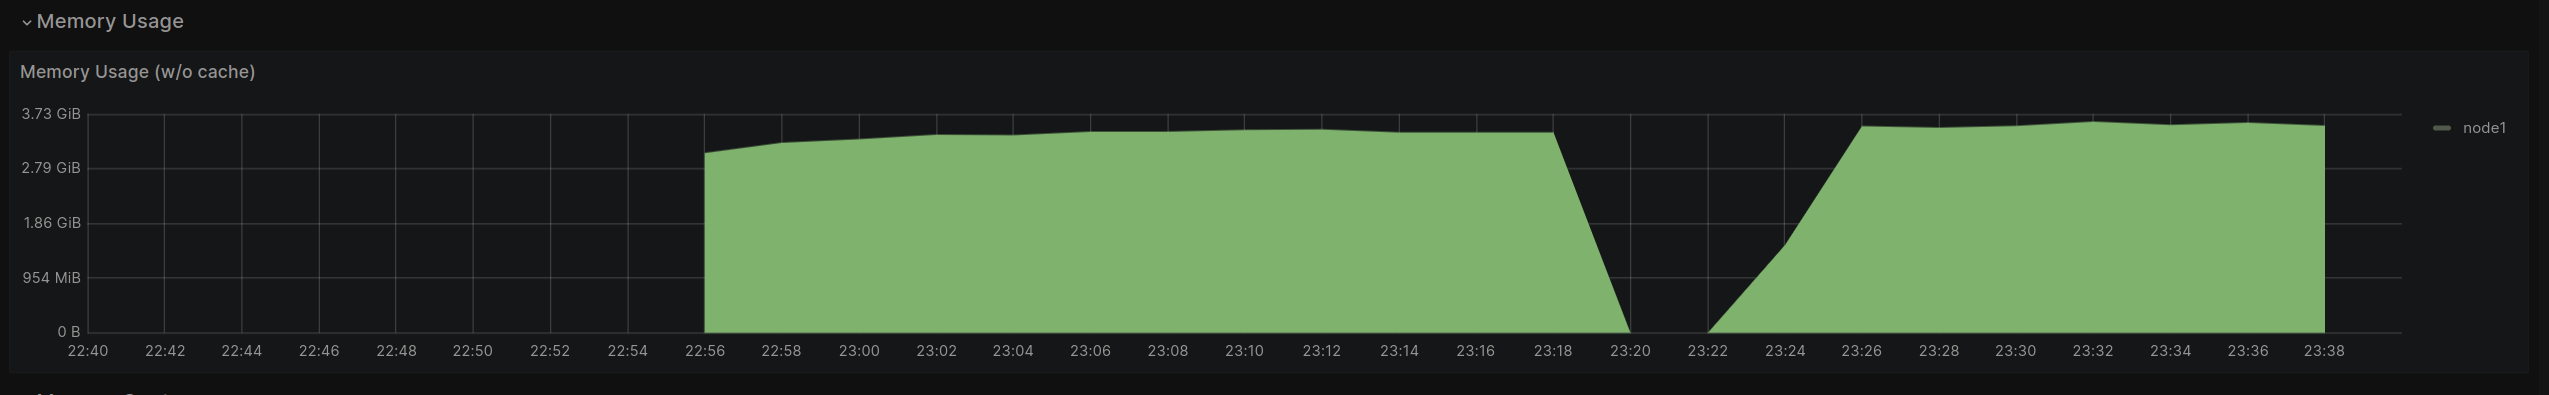 Memory Usage
Memory Usage (w/o cache)
3.73 GiB
2.79 GiB
1.86 GiB
954 MiB
0 B
22:40 22:42 22:44 22:46 22:48 22:50 22:52 22:54 22:56 22:58 23:00 23:02 23:04 23:06 23:08 23:10 23:12 23:14 23:16 23:18 23:20 23:22 23:24 23:26 23:28 23:30 23:32 23:34 23:36 23:38
node1